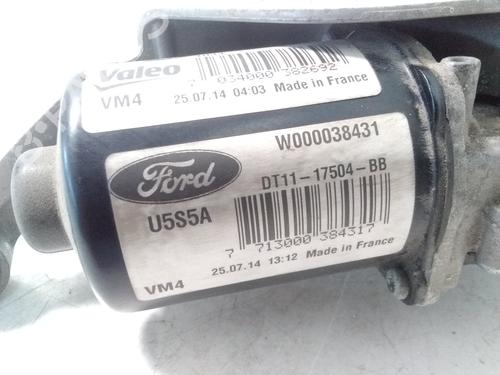 Valeo
7 034000 382692
VM4 25.07.14 04:03 Made in France
W000038431
Ford
DT11-17504-BB
U5S5A
7 713000 384317
25.07.14 13:12 Made in France
VM4